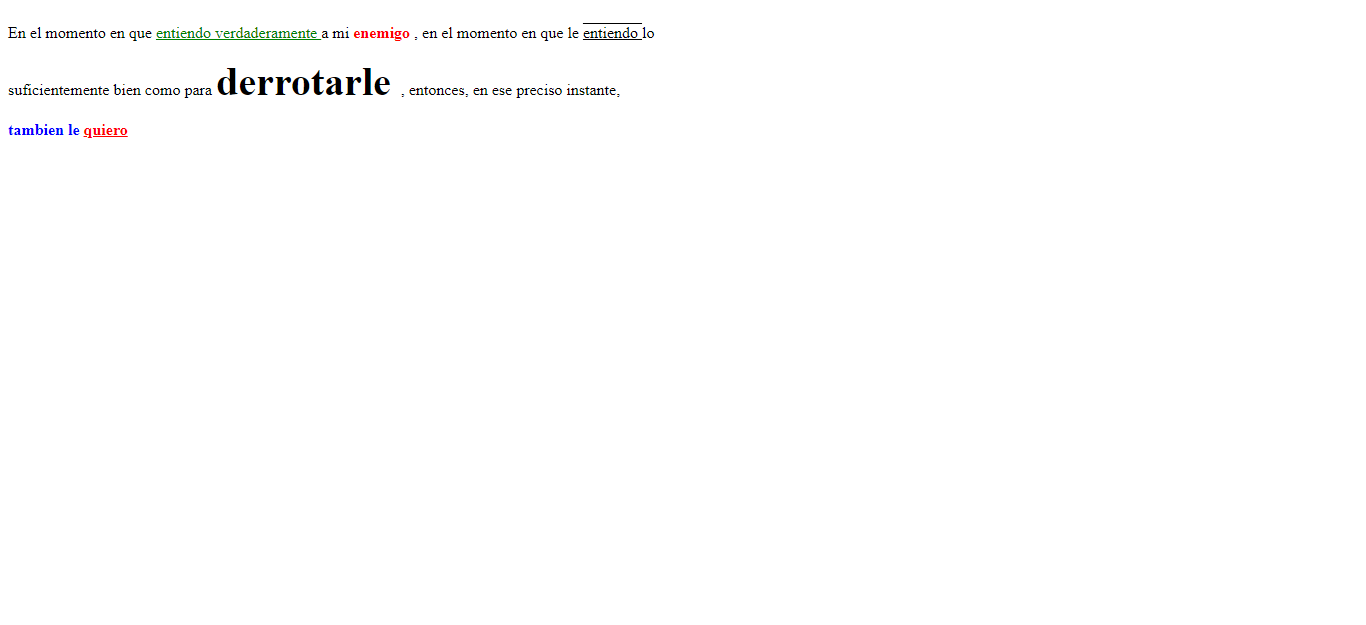 En el momento en que entiendo verdaderamente a mi enemigo , en el momento en que le entiendo lo
suficientemente bien como para derrotarle , entonces, en ese preciso instante,
tambien le quiero